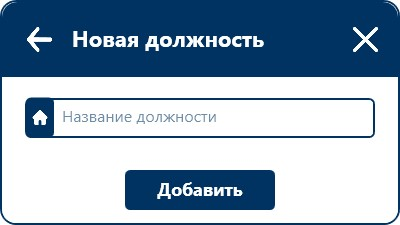 Новая должность
Название должности
Добавить